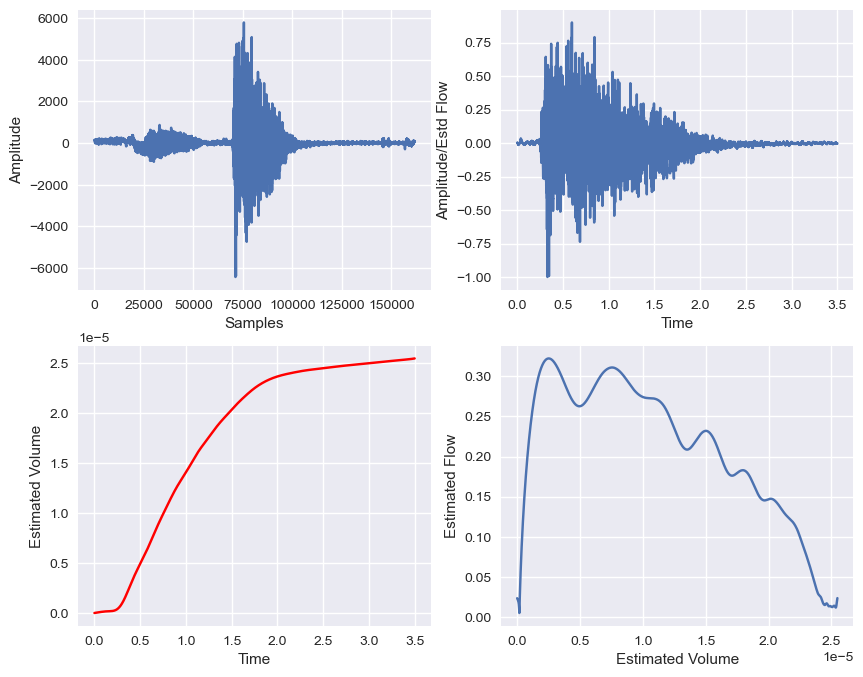 6000
4000
2000
0
−2000
−4000
−6000
Amplitude
0 25000 50000 75000 100000 125000 150000
Samples
0.75
0.50
0.25
0.00
−0.25
−0.50
−0.75
−1.00
Amplitude/Estd Flow
0.0 0.5 1.0 1.5 2.0 2.5 3.0 3.5
Time
1e−5
2.5
2.0
1.5
1.0
0.5
0.0
Estimated Volume
0.0 0.5 1.0 1.5 2.0 2.5 3.0 3.5
Time
0.30
0.25
0.20
0.15
0.10
0.05
0.00
Estimated Flow
0.0 0.5 1.0 1.5 2.0 2.5
1e−5
Estimated Volume